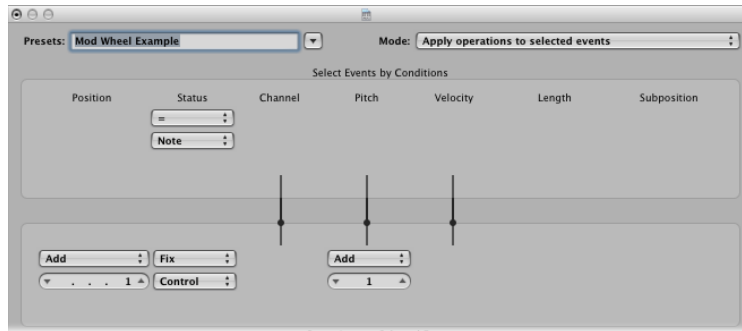 Presets: Mod Wheel Example Mode: Apply operations to selected events
Select Events by Conditions
Position Status Channel Pitch Velocity Length Subposition
=
Note
Add Fix Add
. . . 1 Control 1